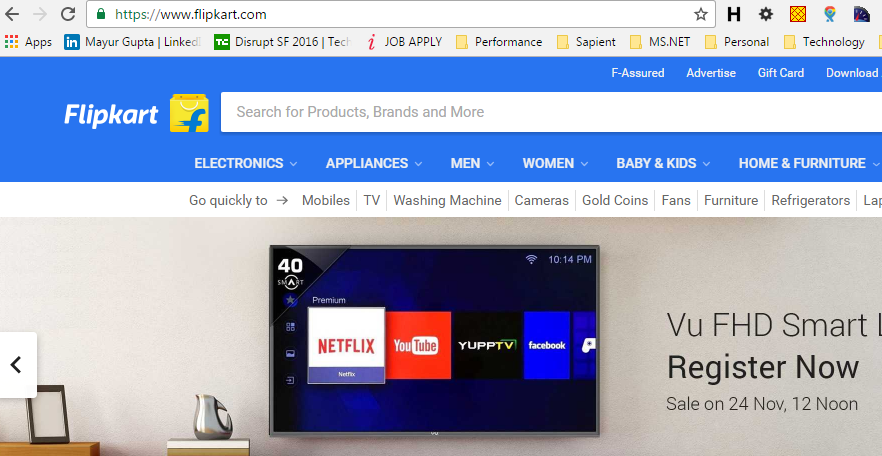 https://www.flipkart.com
Apps Mayur Gupta | Linked Disrupt SF 2016 | Tech JOB APPLY Performance Sapient MS.NET Personal Technology
F-Assured Advertise Gift Card Download
Flipkart Search for Products, Brands and More
ELECTRONICS APPLIANCES MEN WOMEN BABY & KIDS HOME & FURNITURE
Go quickly to → Mobiles TV Washing Machine Cameras Gold Coins Fans Furniture Refrigerators Lap
40
SMART
10:14 PM
Premium
NETFLIX YouTube YUPPTV facebook
Netflix
Vu FHD Smart L
Register Now
Sale on 24 Nov, 12 Noon